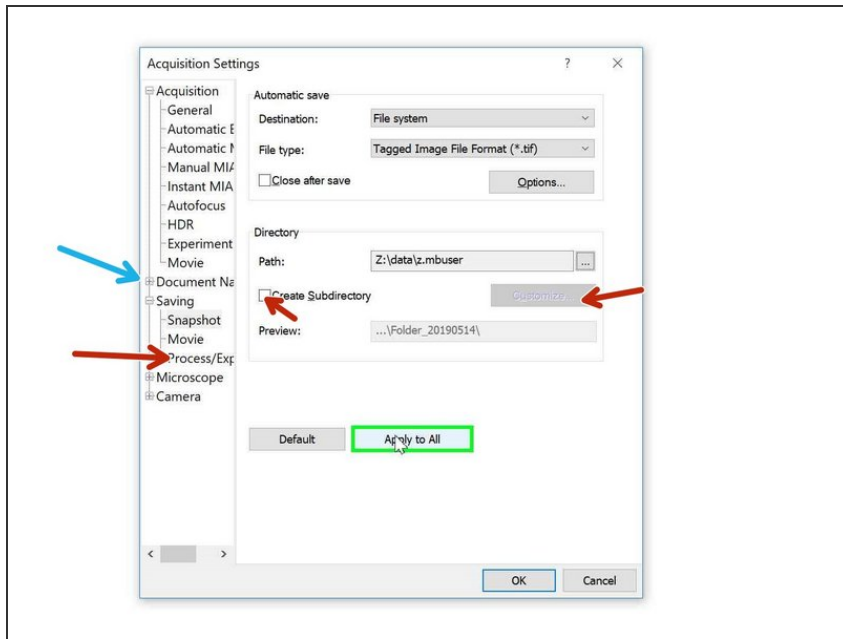 Acquisition Settings ? ×
Acquisition
General
Automatic E
Automatic
Manual MIA
Instant MIA
Autofocus
HDR
Experiment
Movie
Document Na
Saving
Snapshot
Movie
Process/Exp
Microscope
Camera
Automatic save
Destination: File system
File type: Tagged Image File Format (*.tif)
Close after save Options...
Directory
Path: Z:\data\z.mbuser ...
Create Subdirectory Customize...
Preview: ...\Folder_20190514\
Default Apply to All
OK Cancel